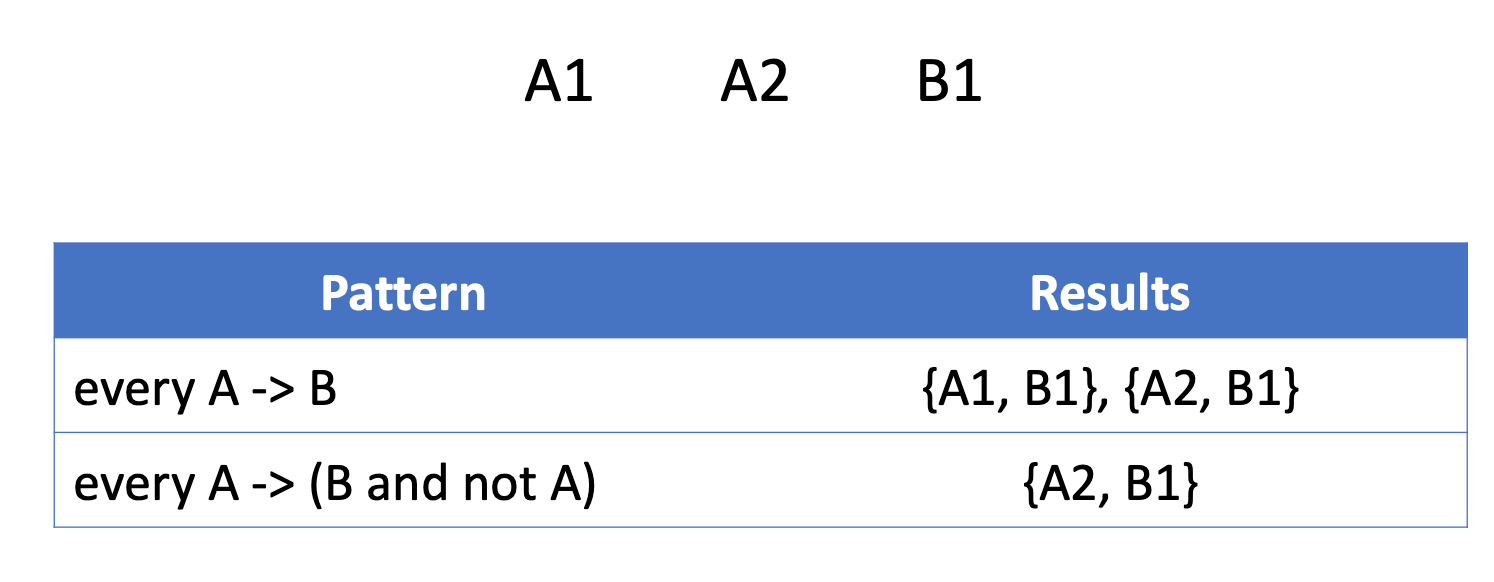 A1 A2 B1
Pattern Results
every A -> B {A1, B1}, {A2, B1}
every A -> (B and not A) {A2, B1}